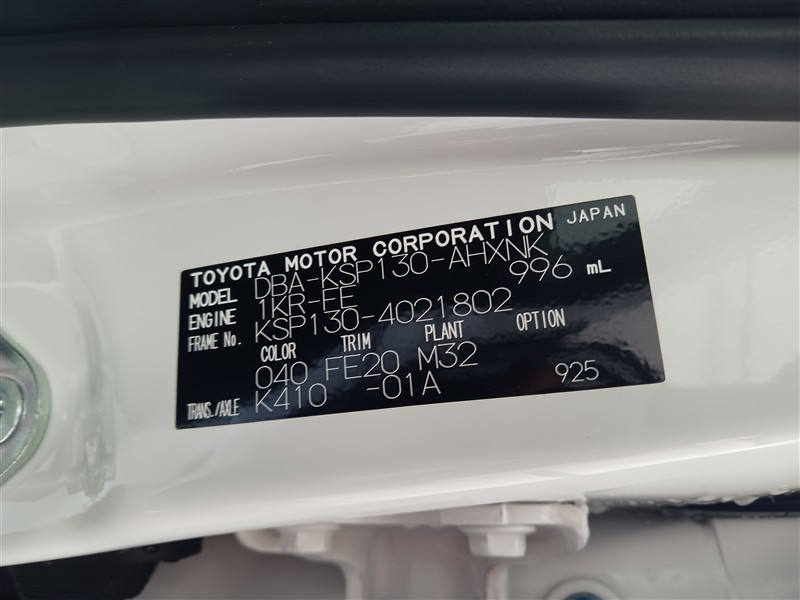 TOYOTA MOTOR CORPORATION JAPAN
MODEL DBA-KSP130-AHXNK
ENGINE 1KR-EE 996 mL
FRAME No. KSP130-4021802
COLOR TRIM PLANT OPTION
040 FE20 M32
TRANS./AXLE K410 -01A 925